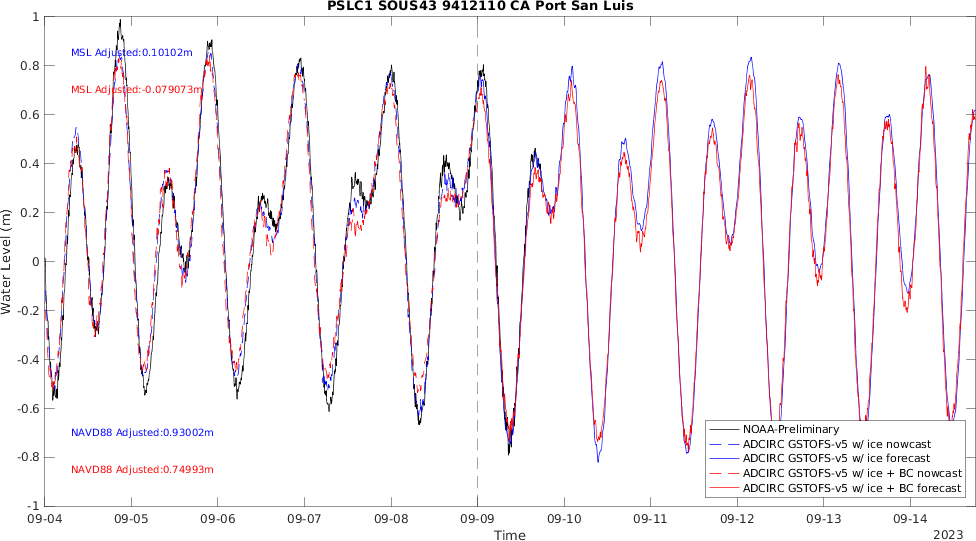 PSLC1 SOUS43 9412110 CA Port San Luis
1
0.8
0.6
0.4
0.2
0
-0.2
-0.4
-0.6
-0.8
-1
Water Level (m)
MSL Adjusted:0.10102m
MSL Adjusted:-0.079073m
NAVD88 Adjusted:0.93002m
NAVD88 Adjusted:0.74993m
NOAA-Preliminary
ADCIRC GSTOFS-v5 w/ ice nowcast
ADCIRC GSTOFS-v5 w/ ice forecast
ADCIRC GSTOFS-v5 w/ ice + BC nowcast
ADCIRC GSTOFS-v5 w/ ice + BC forecast
09-04 09-05 09-06 09-07 09-08 09-09 09-10 09-11 09-12 09-13 09-14
Time
2023